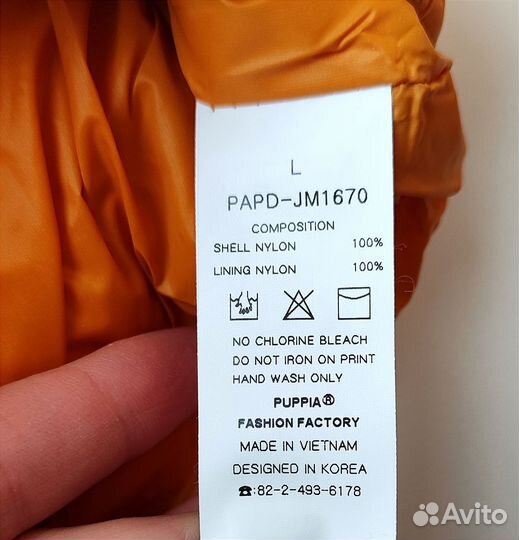 L
PAPD-JM1670
COMPOSITION
SHELL NYLON 100%
LINING NYLON 100%
NO CHLORINE BLEACH
DO NOT IRON ON PRINT
HAND WASH ONLY
PUPPIA®
FASHION FACTORY
MADE IN VIETNAM
DESIGNED IN KOREA
☎:82-2-493-6178
Avito